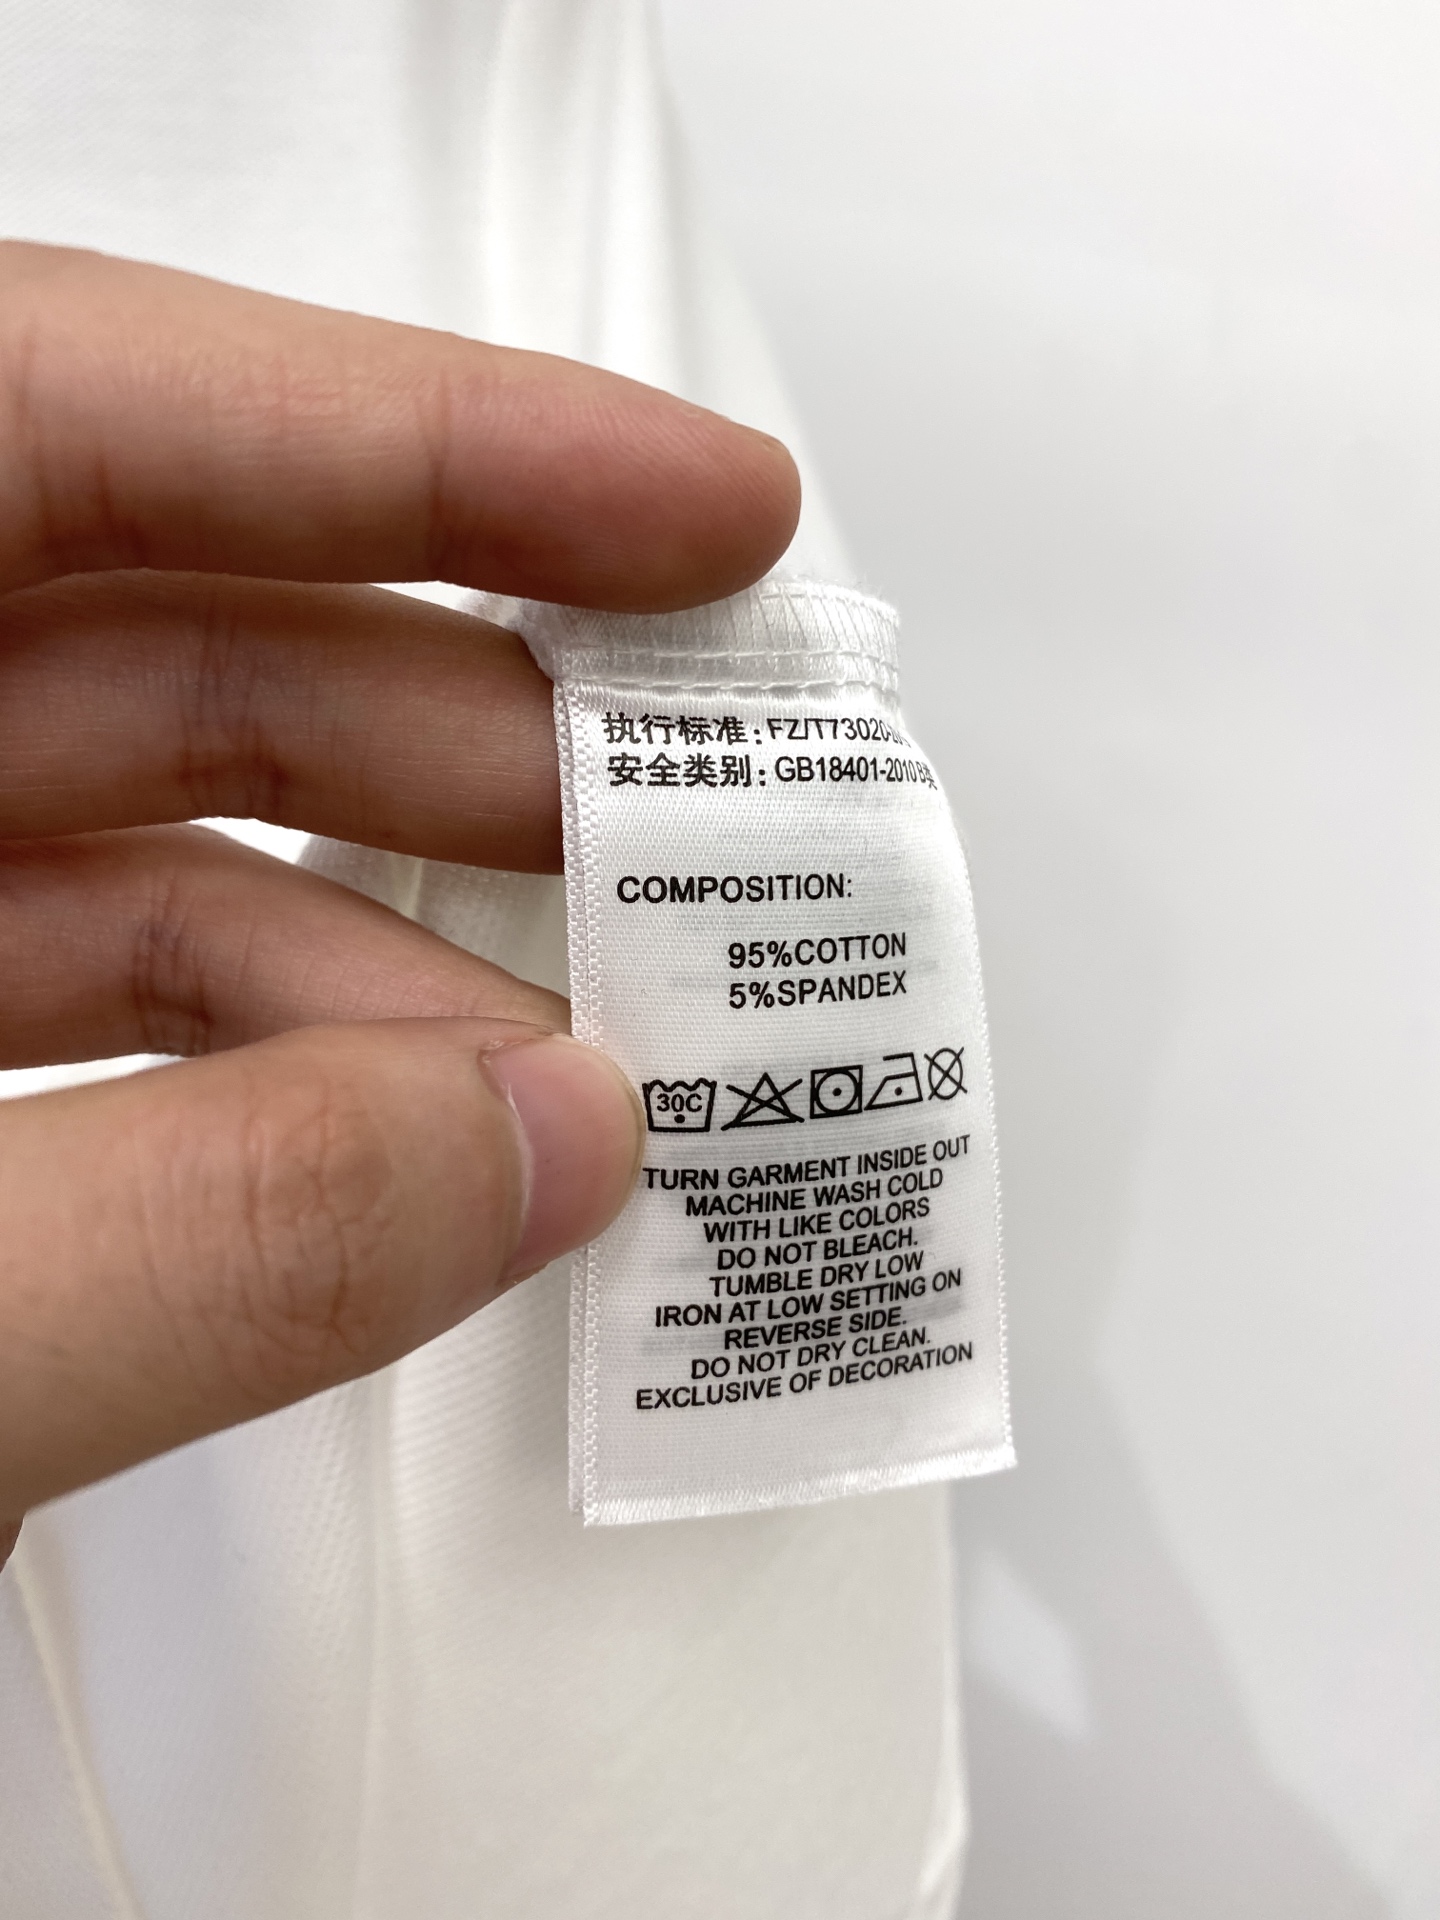 执行标准：FZ/T73020
安全类别：GB18401-2010 B类
COMPOSITION:
95%COTTON
5%SPANDEX
30C
TURN GARMENT INSIDE OUT
MACHINE WASH COLD
WITH LIKE COLORS
DO NOT BLEACH.
TUMBLE DRY LOW
IRON AT LOW SETTING ON
REVERSE SIDE.
DO NOT DRY CLEAN.
EXCLUSIVE OF DECORATION